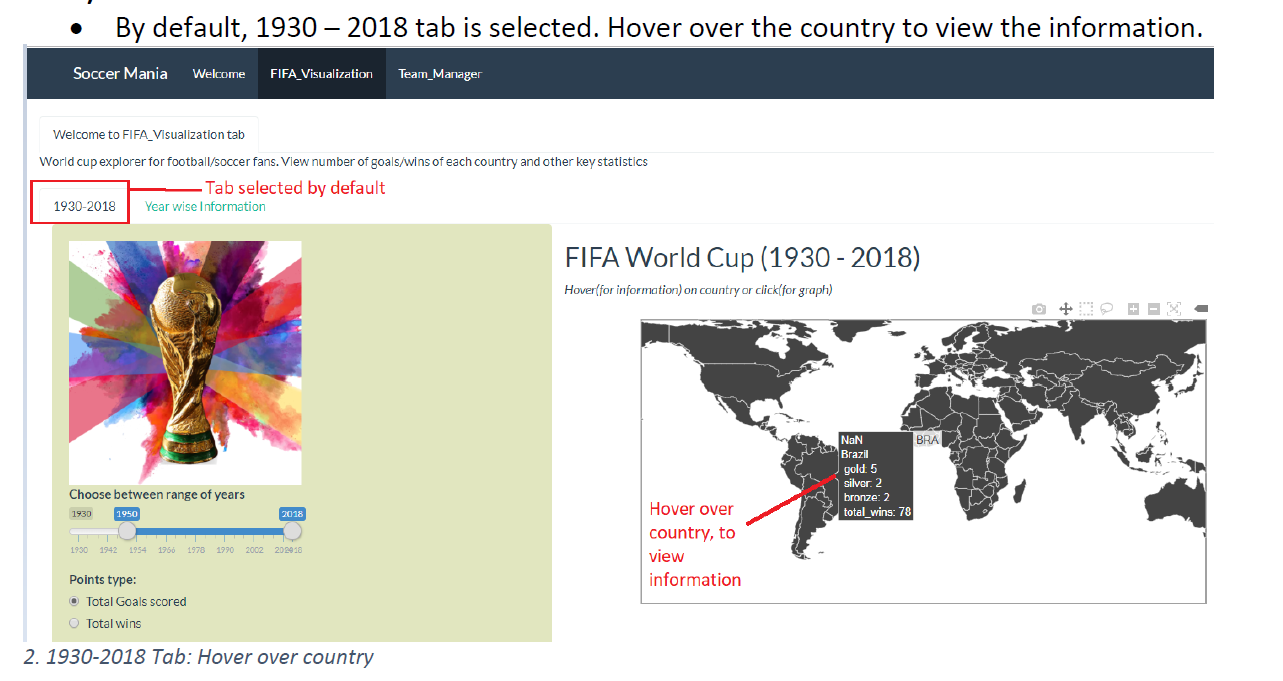 • By default, 1930 – 2018 tab is selected. Hover over the country to view the information.
Soccer Mania Welcome FIFA_Visualization Team_Manager
Welcome to FIFA_Visualization tab
World cup explorer for football/soccer fans. View number of goals/wins of each country and other key statistics
Tab selected by default
1930-2018 Year wise Information
FIFA World Cup (1930 - 2018)
Hover(for information) on country or click(for graph)
NaN BRA
Brazil
gold: 5
silver: 2
bronze: 2
total_wins: 78
Hover over
country, to
view
information
Choose between range of years
1930 1950 2018
1930 1942 1954 1966 1978 1990 2002 2014 2018
Points type:
Total Goals scored
Total wins
2. 1930-2018 Tab: Hover over country